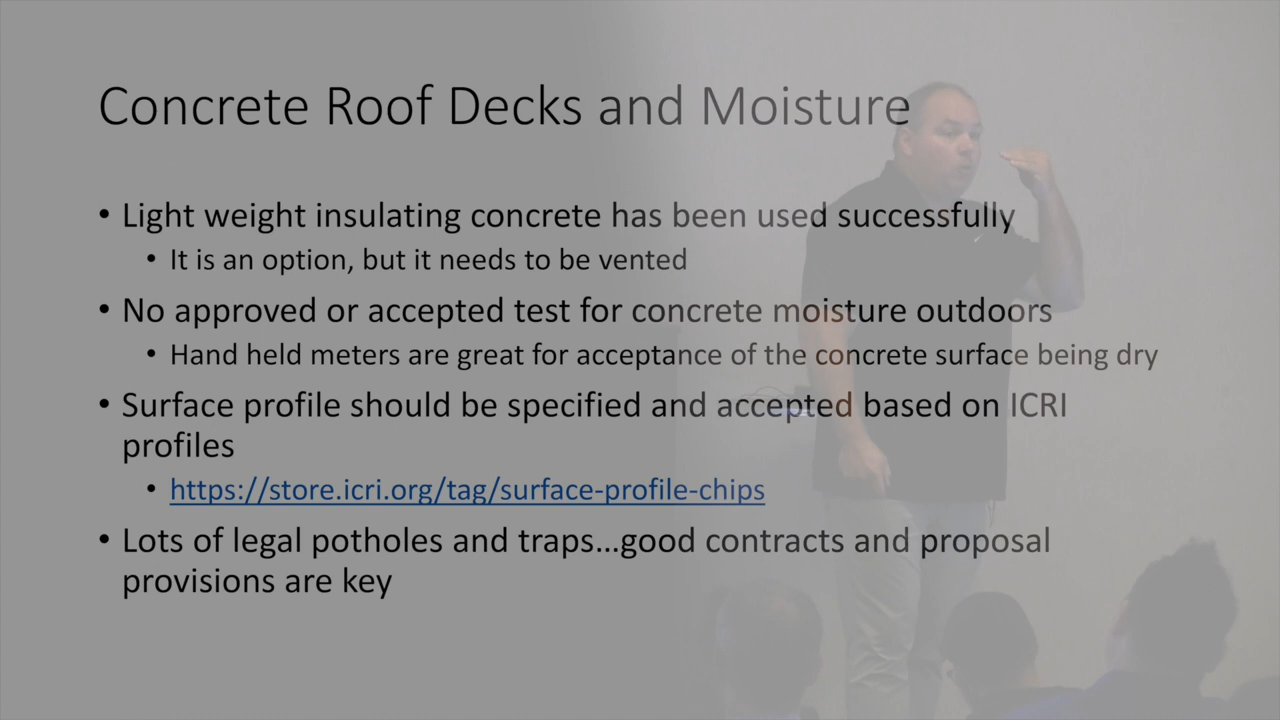 Concrete Roof Decks and Moisture
• Light weight insulating concrete has been used successfully
• It is an option, but it needs to be vented
• No approved or accepted test for concrete moisture outdoors
• Hand held meters are great for acceptance of the concrete surface being dry
• Surface profile should be specified and accepted based on ICRI
profiles
• https://store.icri.org/tag/surface-profile-chips
• Lots of legal potholes and traps...good contracts and proposal
provisions are key